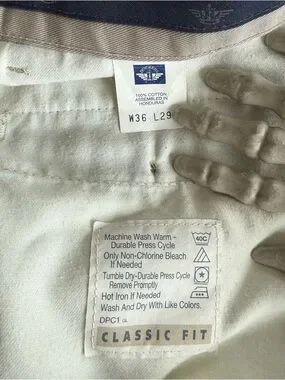 100% COTTON
ASSEMBLED IN
HONDURAS
W36 L29
Machine Wash Warm-
Durable Press Cycle
40C
Only Non-Chlorine Bleach
If Needed
Tumble Dry-Durable Press Cycle
Remove Promptly
Hot Iron If Needed
Wash And Dry With Like Colors.
DPC1
CLASSIC FIT